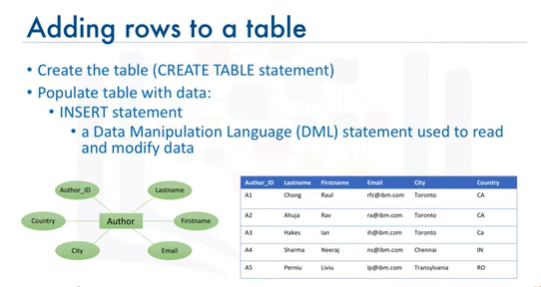 Adding rows to a table
• Create the table (CREATE TABLE statement)
• Populate table with data:
• INSERT statement
• a Data Manipulation Language (DML) statement used to read
and modify data
Author_ID
Lastname
Country
Author
Firstname
City
Email
Author_ID Lastname Firstname Email City Country
A1 Chong Raul rfc@ibm.com Toronto CA
A2 Ahuja Rav ra@ibm.com Toronto CA
A3 Hakes Ian ih@ibm.com Toronto Ca
A4 Sharma Neeraj ns@ibm.com Chennai IN
A5 Perniu Liviu lp@ibm.com Transylvania RO